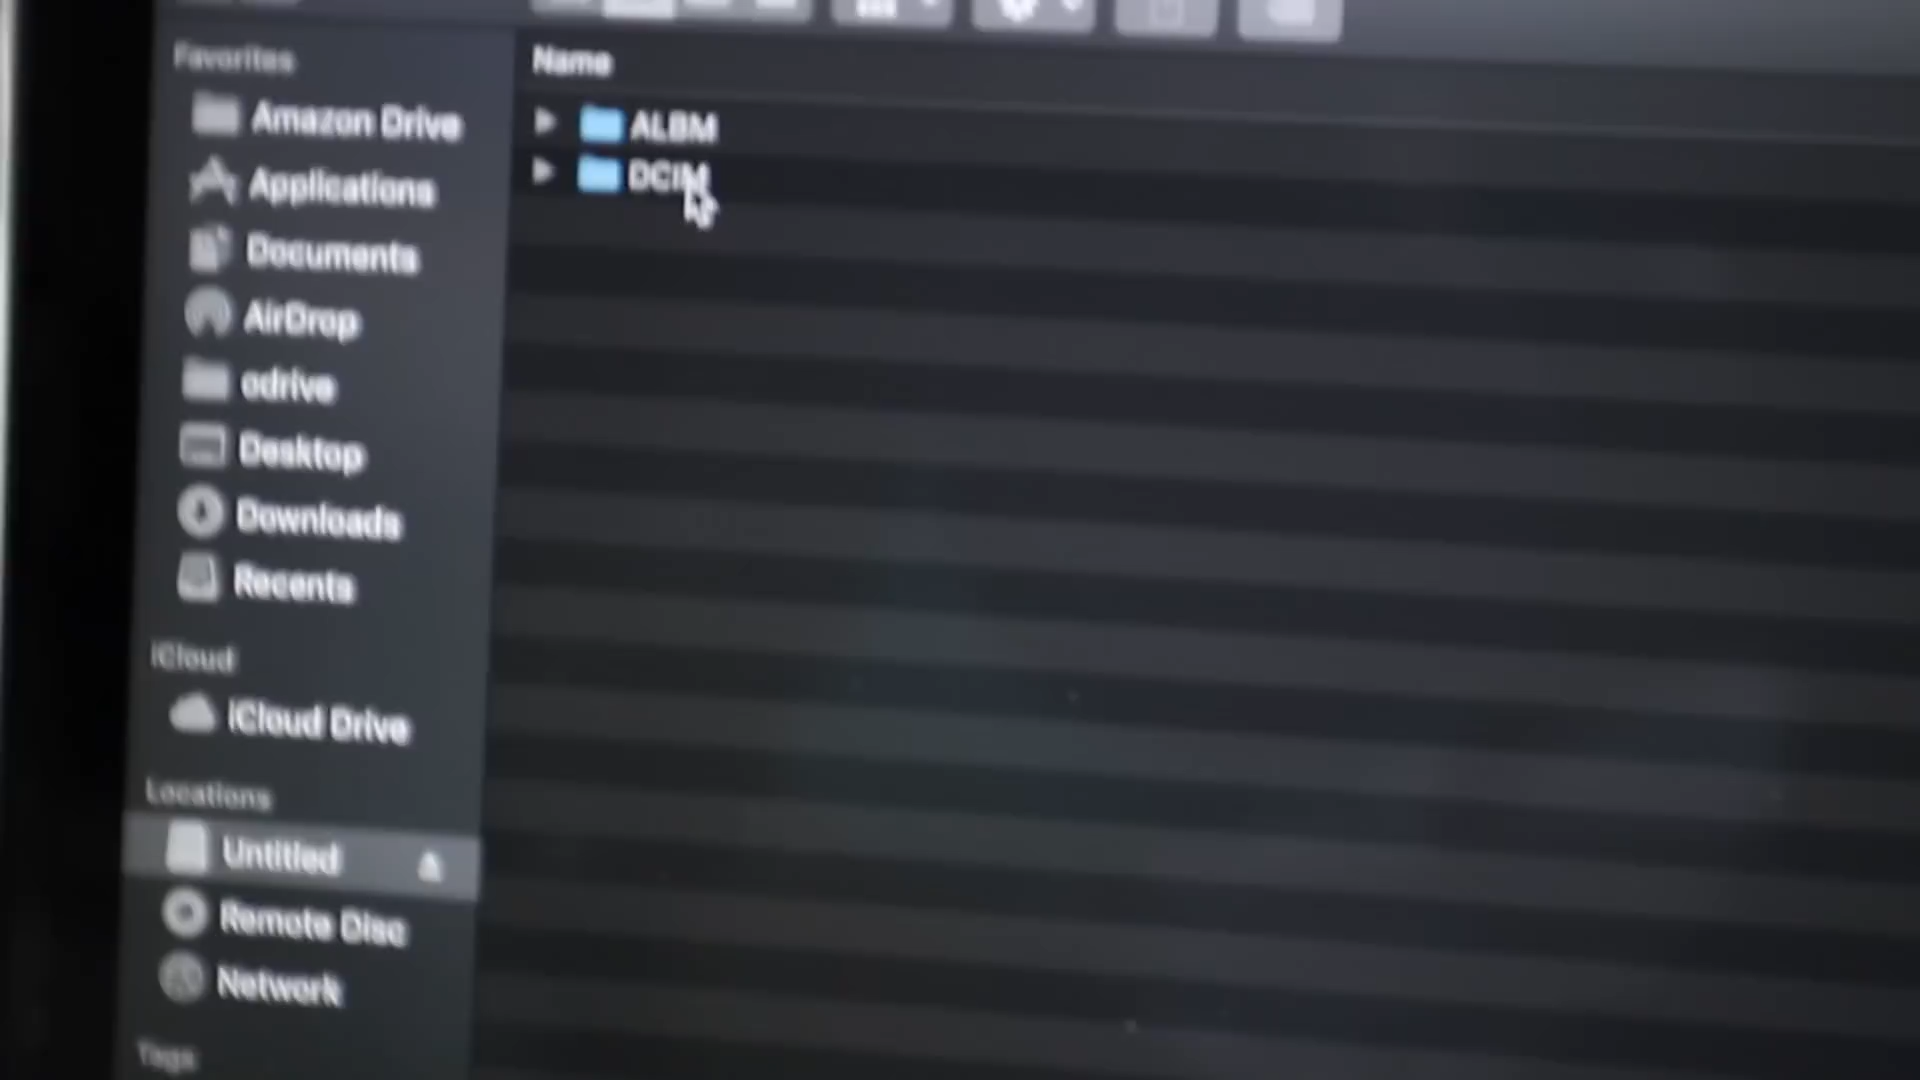 Favorites
Amazon Drive
Applications
Documents
AirDrop
odrive
Desktop
Downloads
Recents
iCloud
iCloud Drive
Locations
Untitled
Remote Disc
Network
Tags
Name
ALBM
DCIM